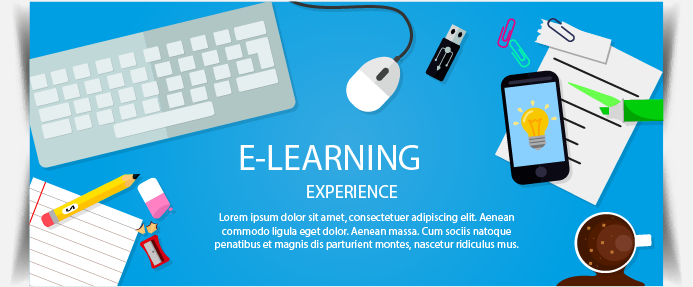 E-LEARNING
EXPERIENCE
Lorem ipsum dolor sit amet, consectetuer adipiscing elit. Aenean
commodo ligula eget dolor. Aenean massa. Cum sociis natoque
penatibus et magnis dis parturient montes, nascetur ridiculus mus.